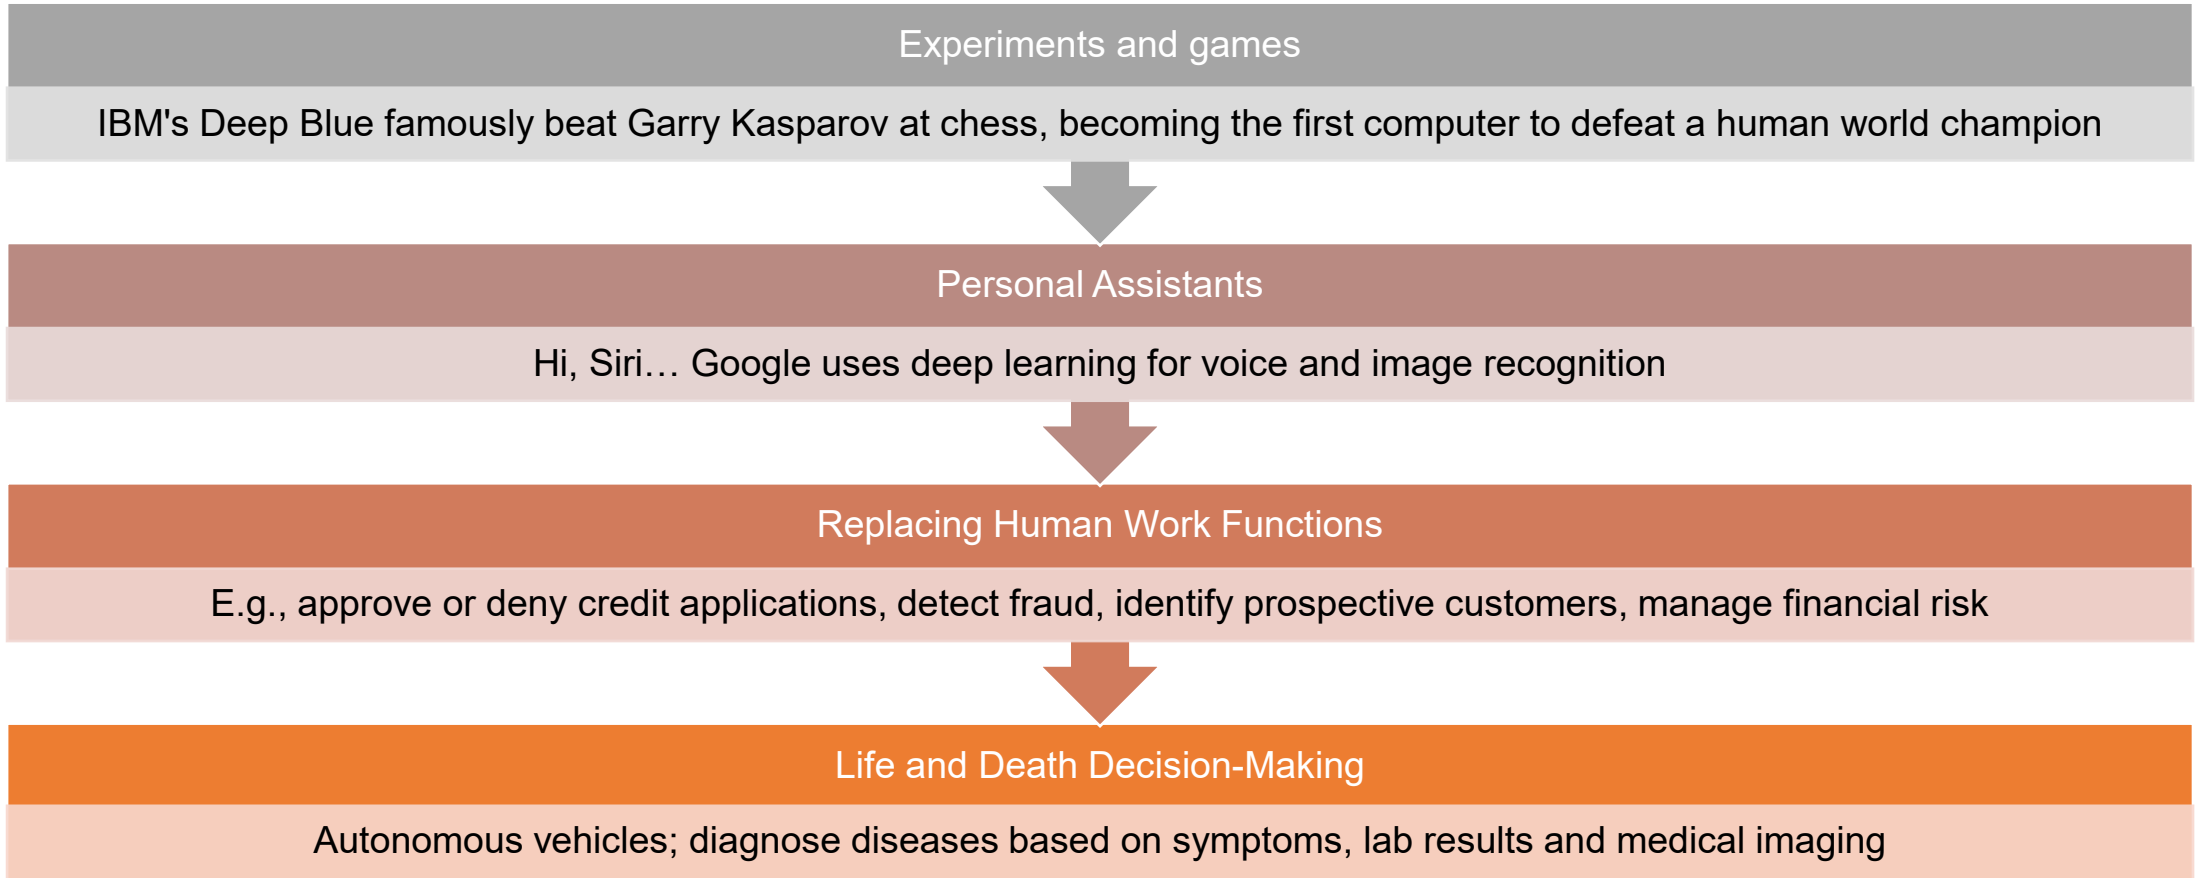 Experiments and games
IBM's Deep Blue famously beat Garry Kasparov at chess, becoming the first computer to defeat a human world champion
Personal Assistants
Hi, Siri… Google uses deep learning for voice and image recognition
Replacing Human Work Functions
E.g., approve or deny credit applications, detect fraud, identify prospective customers, manage financial risk
Life and Death Decision-Making
Autonomous vehicles; diagnose diseases based on symptoms, lab results and medical imaging